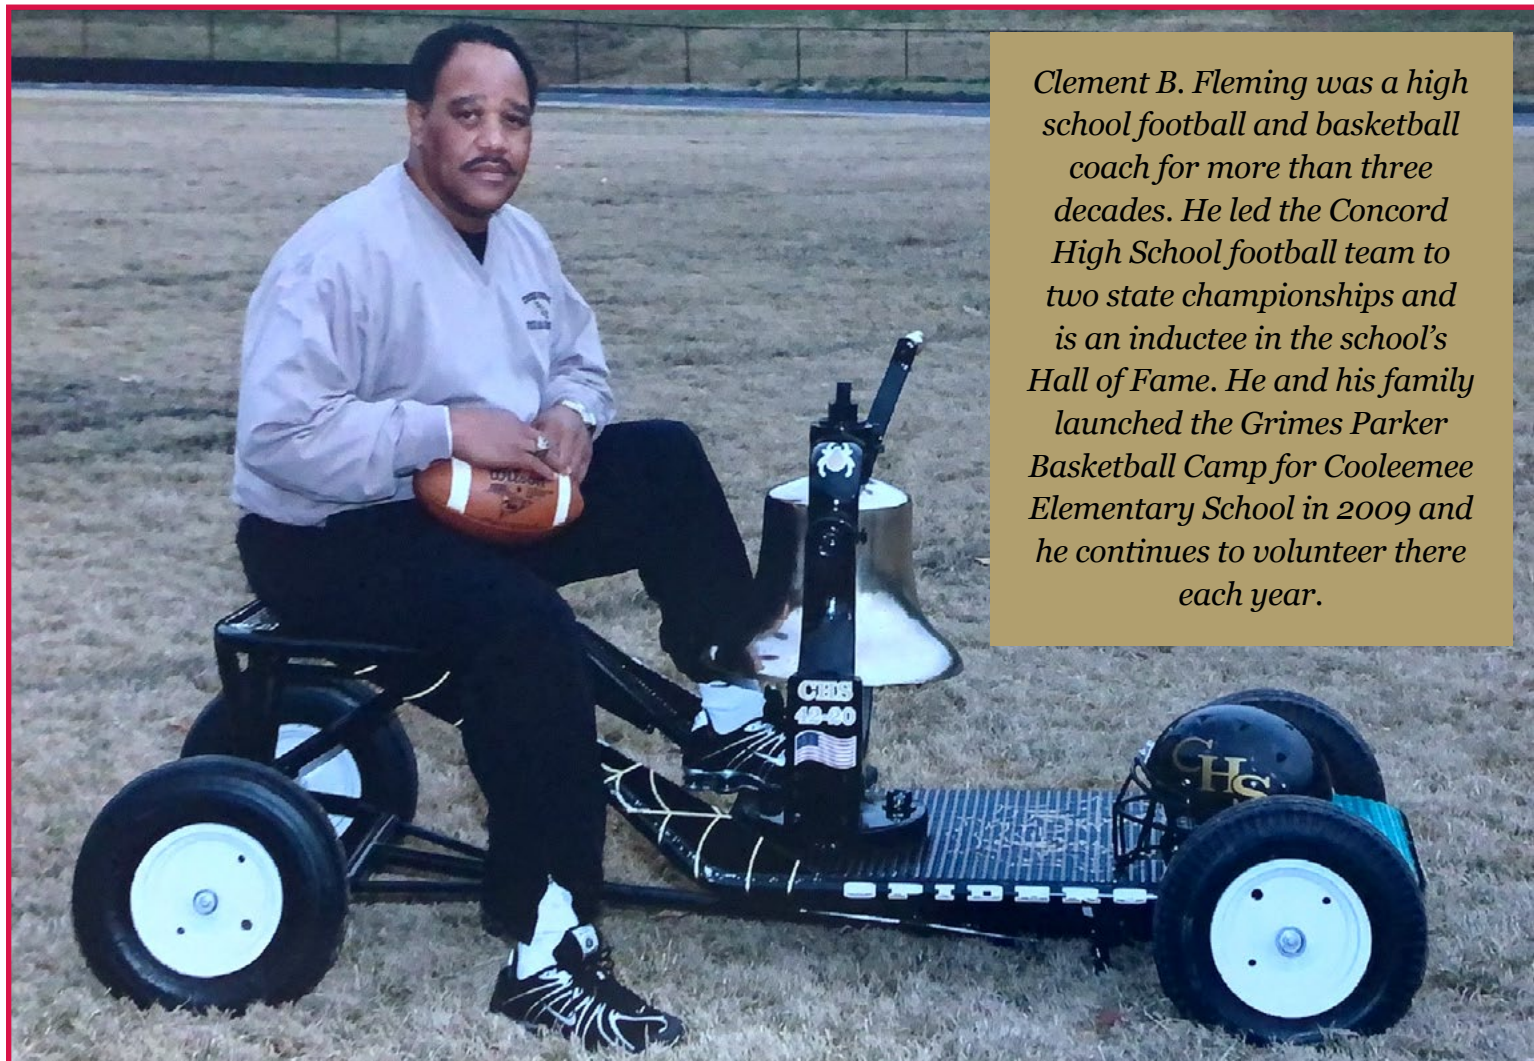 Clement B. Fleming was a high
school football and basketball
coach for more than three
decades. He led the Concord
High School football team to
two state championships and
is an inductee in the school’s
Hall of Fame. He and his family
launched the Grimes Parker
Basketball Camp for Cooleemee
Elementary School in 2009 and
he continues to volunteer there
each year.
Wilson
CHS
42-20
CHS
SPIDERS